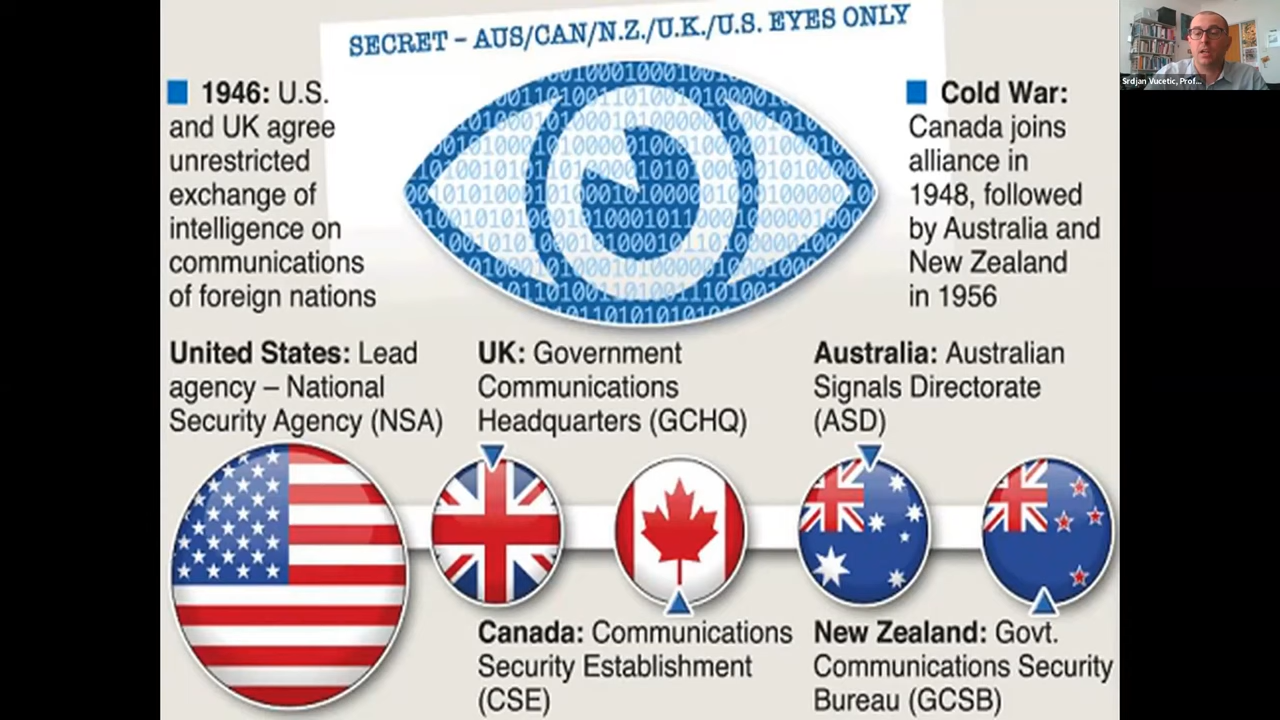 SECRET – AUS/CAN/N.Z./U.K./U.S. EYES ONLY
1946: U.S.
and UK agree
unrestricted
exchange of
intelligence on
communications
of foreign nations
Cold War:
Canada joins
alliance in
1948, followed
by Australia and
New Zealand
in 1956
United States: Lead
agency – National
Security Agency (NSA)
UK: Government
Communications
Headquarters (GCHQ)
Australia: Australian
Signals Directorate
(ASD)
Canada: Communications
Security Establishment
(CSE)
New Zealand: Govt.
Communications Security
Bureau (GCSB)
Srdjan Vucetic, Prof...